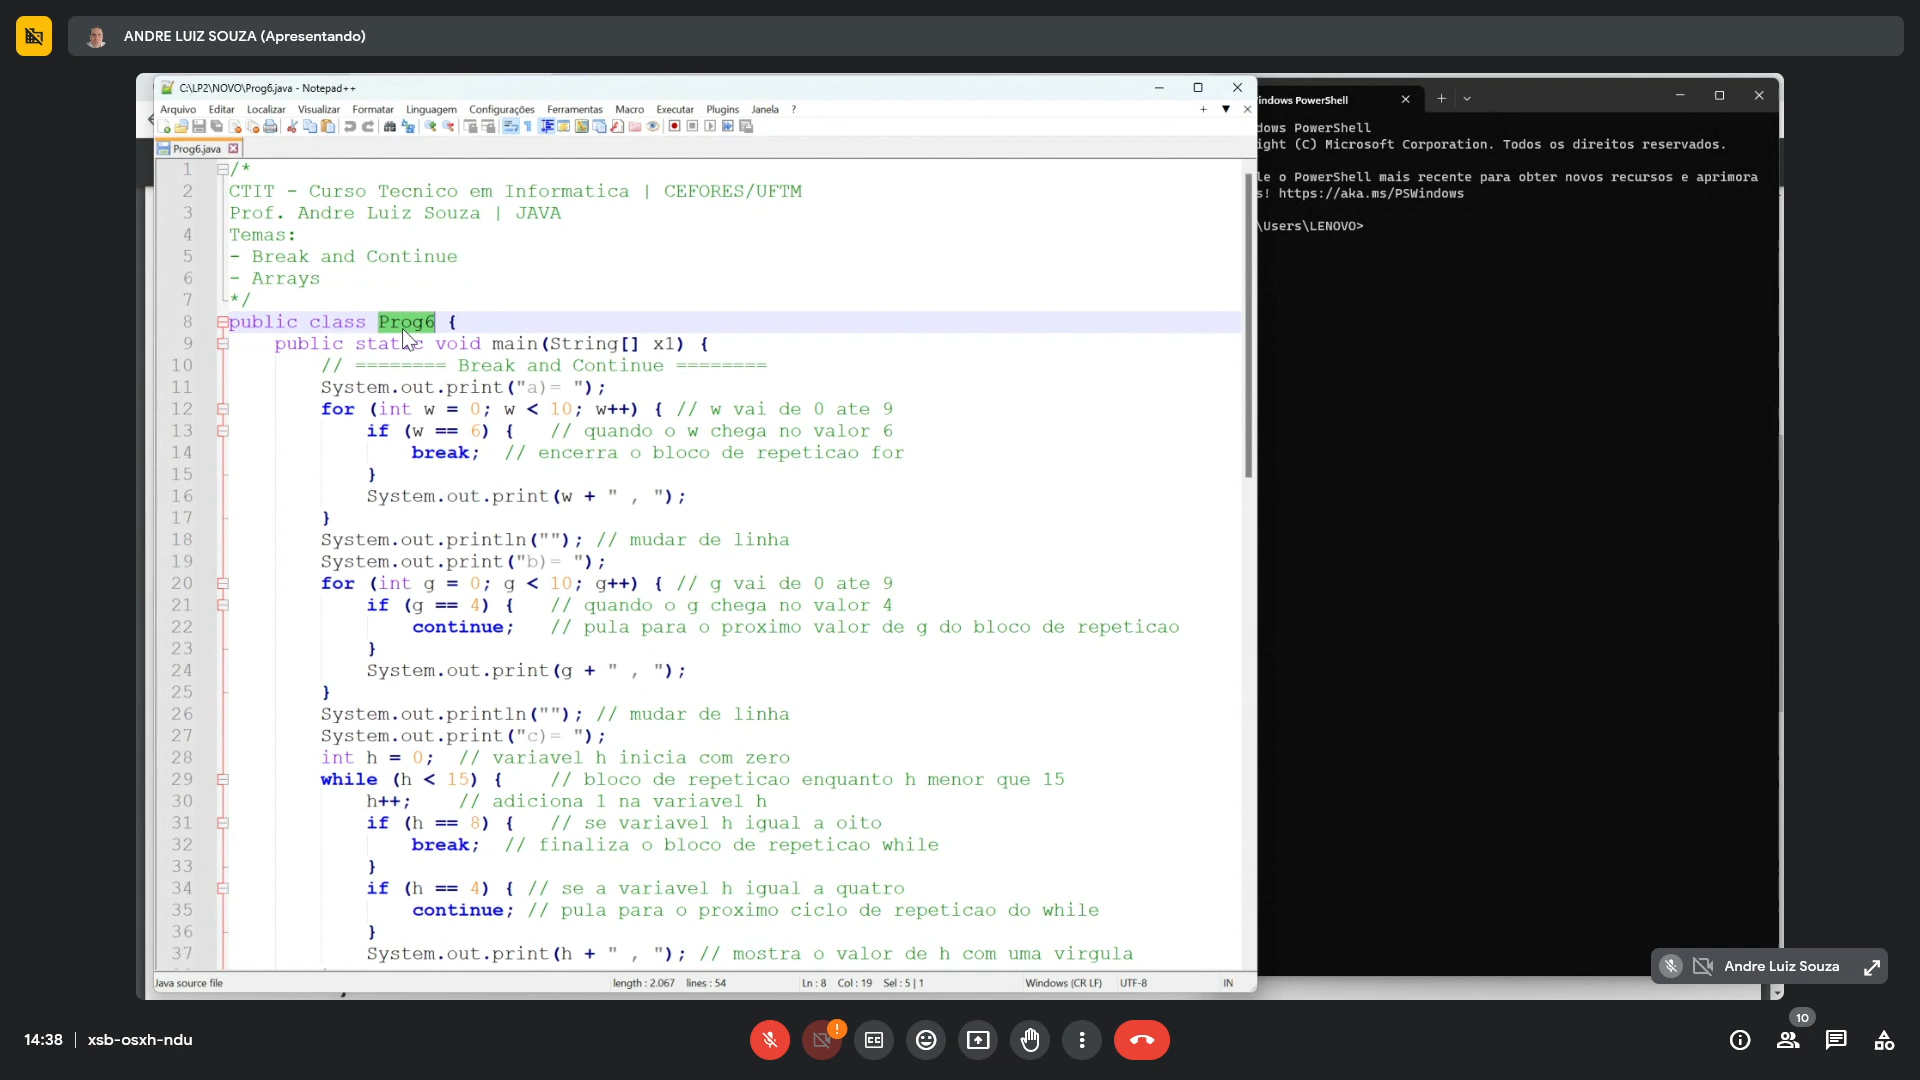 ANDRE LUIZ SOUZA (Apresentando)
C:\LP2\NOVO\Prog6.java - Notepad++
Arquivo Editar Localizar Visualizar Formatar Linguagem Configurações Ferramentas Macro Executar Plugins Janela ?
Prog6.java
1 /*
2 CTIT - Curso Tecnico em Informatica | CEFORES/UFTM
3 Prof. Andre Luiz Souza | JAVA
4 Temas:
5 - Break and Continue
6 - Arrays
7 */
8 public class Prog6 {
9 public static void main(String[] x1) {
10 // ======== Break and Continue ========
11 System.out.print("a)= ");
12 for (int w = 0; w < 10; w++) { // w vai de 0 ate 9
13 if (w == 6) { // quando o w chega no valor 6
14 break; // encerra o bloco de repeticao for
15 }
16 System.out.print(w + " , ");
17 }
18 System.out.println(""); // mudar de linha
19 System.out.print("b)= ");
20 for (int g = 0; g < 10; g++) { // g vai de 0 ate 9
21 if (g == 4) { // quando o g chega no valor 4
22 continue; // pula para o proximo valor de g do bloco de repeticao
23 }
24 System.out.print(g + " , ");
25 }
26 System.out.println(""); // mudar de linha
27 System.out.print("c)= ");
28 int h = 0; // variavel h inicia com zero
29 while (h < 15) { // bloco de repeticao enquanto h menor que 15
30 h++; // adiciona 1 na variavel h
31 if (h == 8) { // se variavel h igual a oito
32 break; // finaliza o bloco de repeticao while
33 }
34 if (h == 4) { // se a variavel h igual a quatro
35 continue; // pula para o proximo ciclo de repeticao do while
36 }
37 System.out.print(h + " , "); // mostra o valor de h com uma virgula
Java source file length : 2.067 lines : 54 Ln : 8 Col : 19 Sel : 5 | 1 Windows (CR LF) UTF-8 IN
indows PowerShell
dows PowerShell
ight (C) Microsoft Corporation. Todos os direitos reservados.
le o PowerShell mais recente para obter novos recursos e aprimora
s! https://aka.ms/PSWindows
\Users\LENOVO>
Andre Luiz Souza
14:38 | xsb-osxh-ndu
10